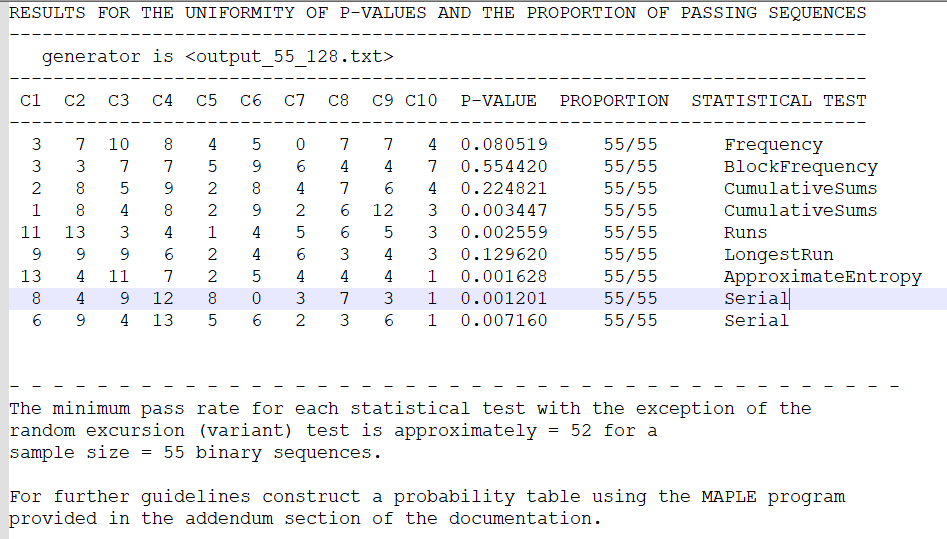 RESULTS FOR THE UNIFORMITY OF P-VALUES AND THE PROPORTION OF PASSING SEQUENCES
------------------------------------------------------------------------------
   generator is <output_55_128.txt>
------------------------------------------------------------------------------
 C1  C2  C3  C4  C5  C6  C7  C8  C9 C10  P-VALUE  PROPORTION  STATISTICAL TEST
------------------------------------------------------------------------------
  3   7  10   8   4   5   0   7   7   4  0.080519     55/55      Frequency
  3   3   7   7   5   9   6   4   4   7  0.554420     55/55      BlockFrequency
  2   8   5   9   2   8   4   7   6   4  0.224821     55/55      CumulativeSums
  1   8   4   8   2   9   2   6  12   3  0.003447     55/55      CumulativeSums
 11  13   3   4   1   4   5   6   5   3  0.002559     55/55      Runs
  9   9   9   6   2   4   6   3   4   3  0.129620     55/55      LongestRun
 13   4  11   7   2   5   4   4   4   1  0.001628     55/55      ApproximateEntropy
  8   4   9  12   8   0   3   7   3   1  0.001201     55/55      Serial
  6   9   4  13   5   6   2   3   6   1  0.007160     55/55      Serial
- - - - - - - - - - - - - - - - - - - - - - - - - - - - - - - - - - - - - - - - -
The minimum pass rate for each statistical test with the exception of the
random excursion (variant) test is approximately = 52 for a
sample size = 55 binary sequences.
For further guidelines construct a probability table using the MAPLE program
provided in the addendum section of the documentation.